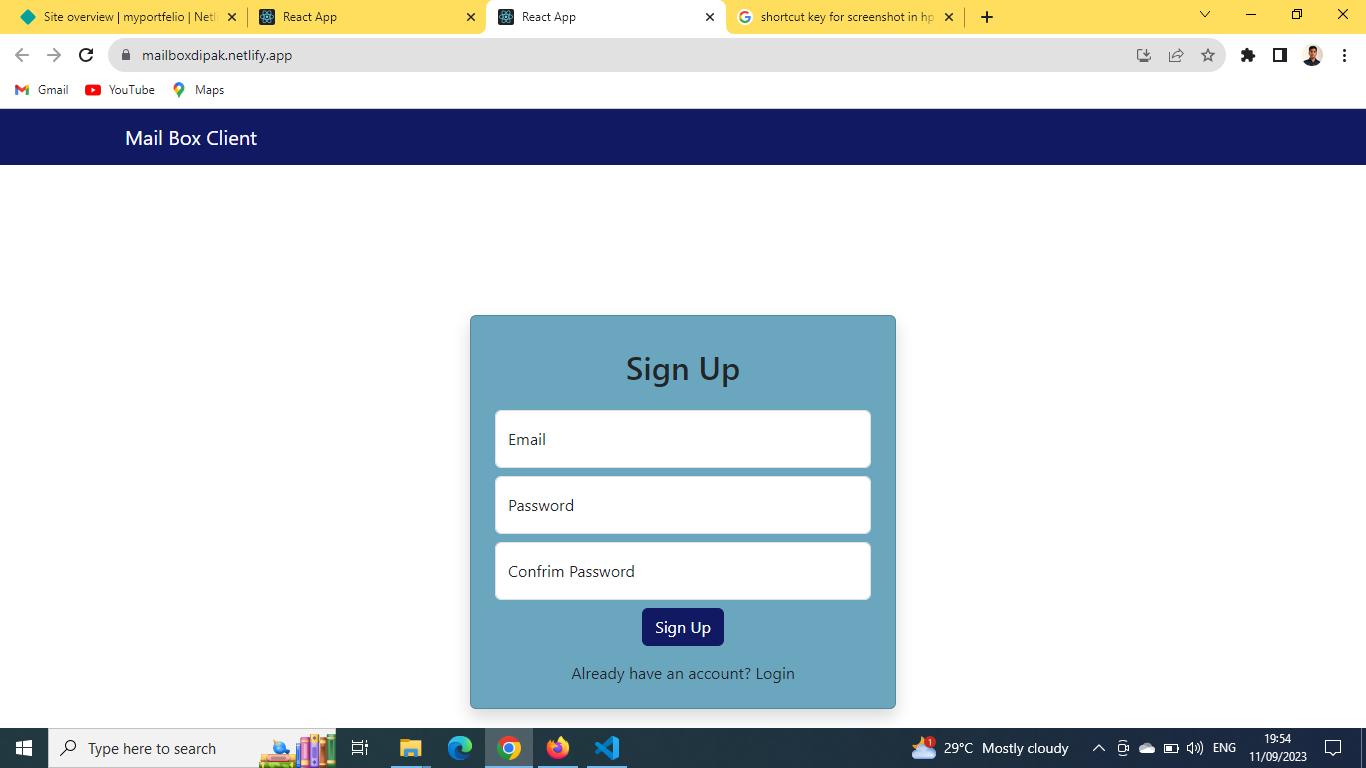 Site overview | myportfelio | Netli
React App
React App
shortcut key for screenshot in hp
mailboxdipak.netlify.app
Gmail
YouTube
Maps
Mail Box Client
Sign Up
Email
Password
Confrim Password
Sign Up
Already have an account? Login
Type here to search
1
29°C Mostly cloudy
ENG
19:54
11/09/2023